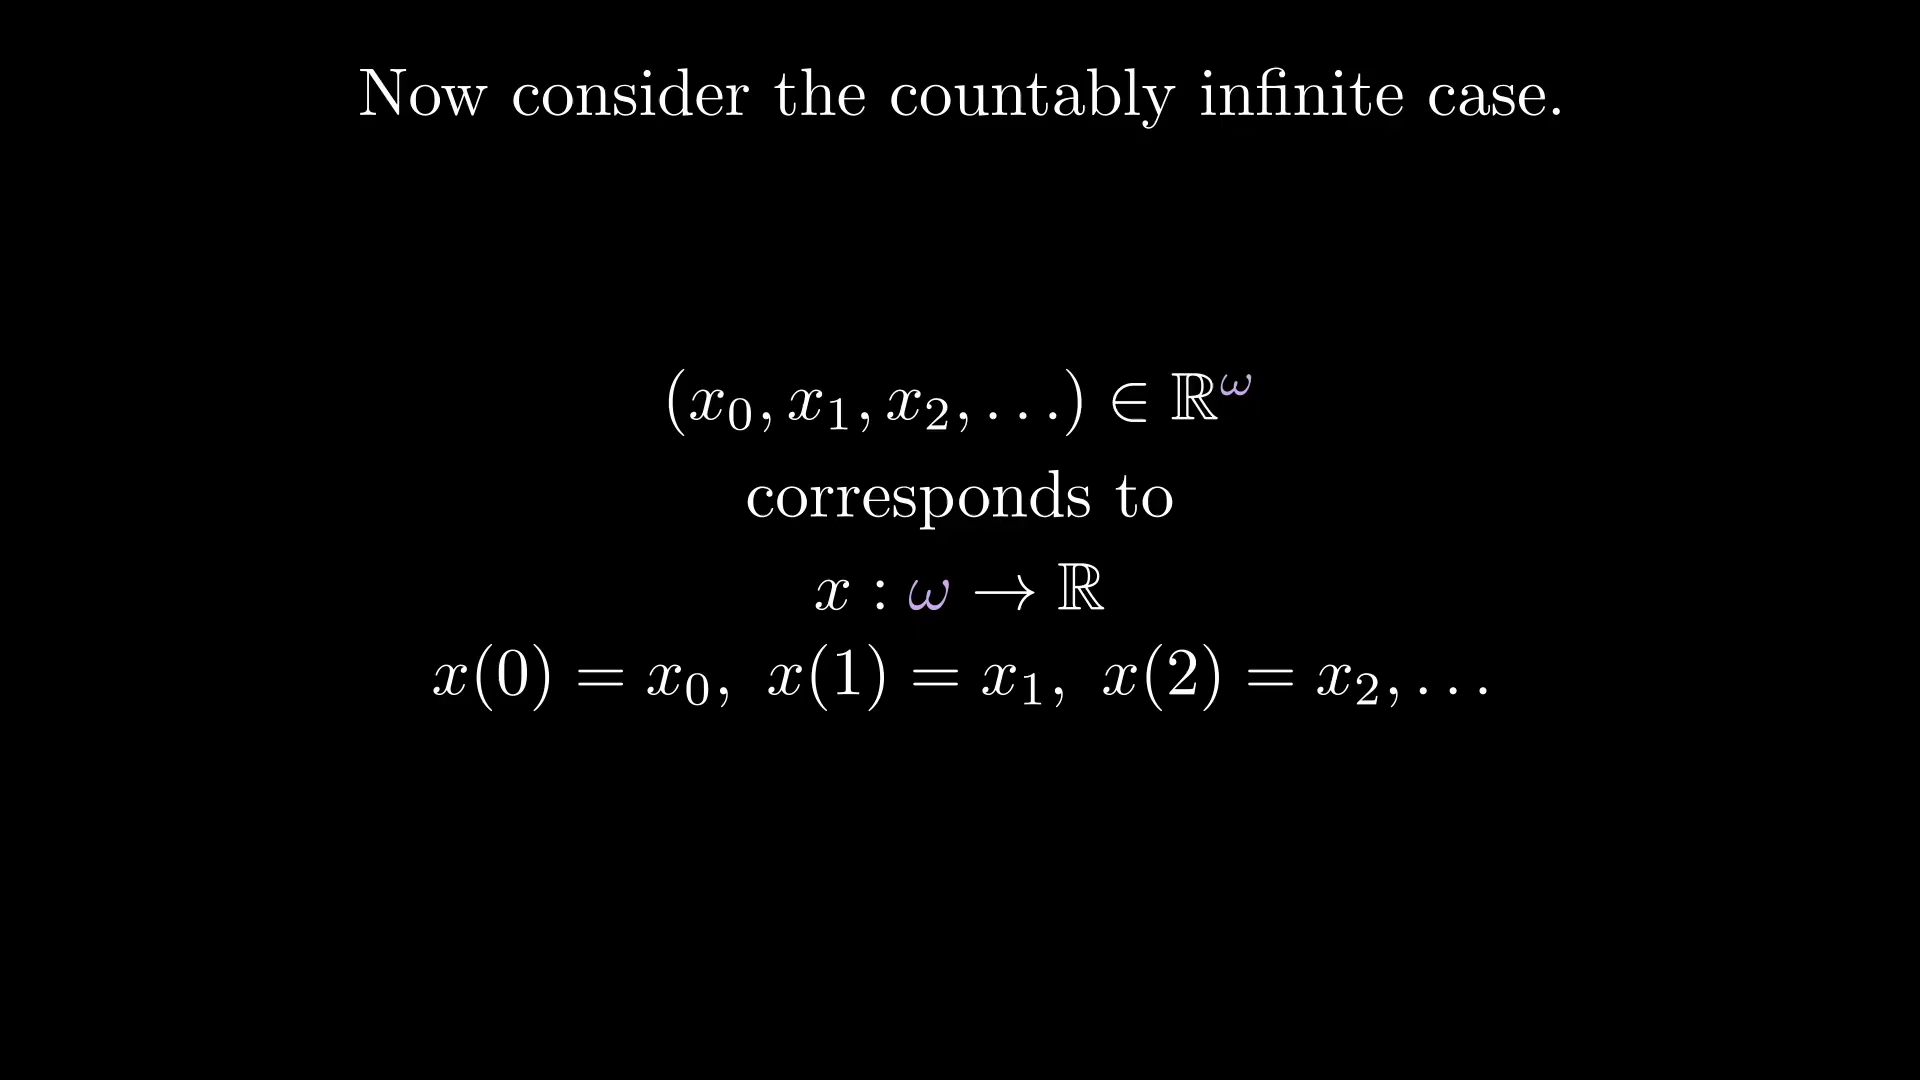 Now consider the countably infinite case.
(x₀, x₁, x₂, …) ∈ ℝ^ω
corresponds to
x : ω → ℝ
x(0) = x₀, x(1) = x₁, x(2) = x₂, …